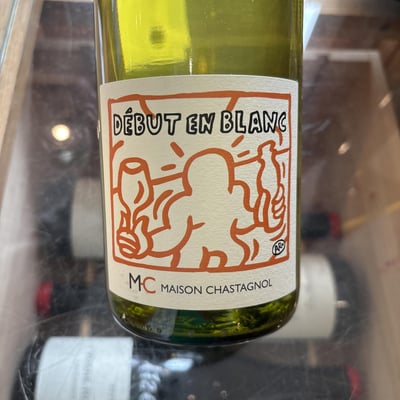 DÉBUT EN BLANC
MC MAISON CHASTAGNOL